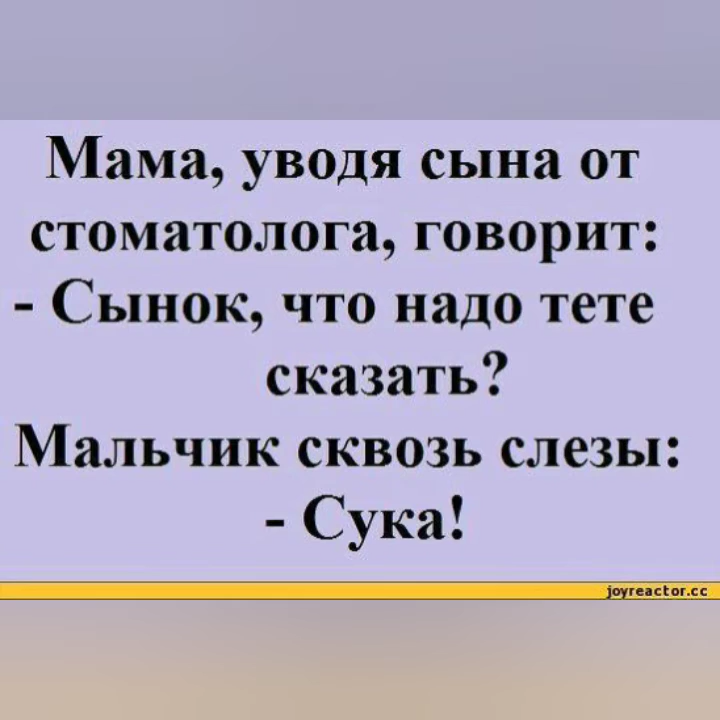 Мама, уводя сына от
стоматолога, говорит:
- Сынок, что надо тете
сказать?
Мальчик сквозь слезы:
- Сука!
joyreactor.cc